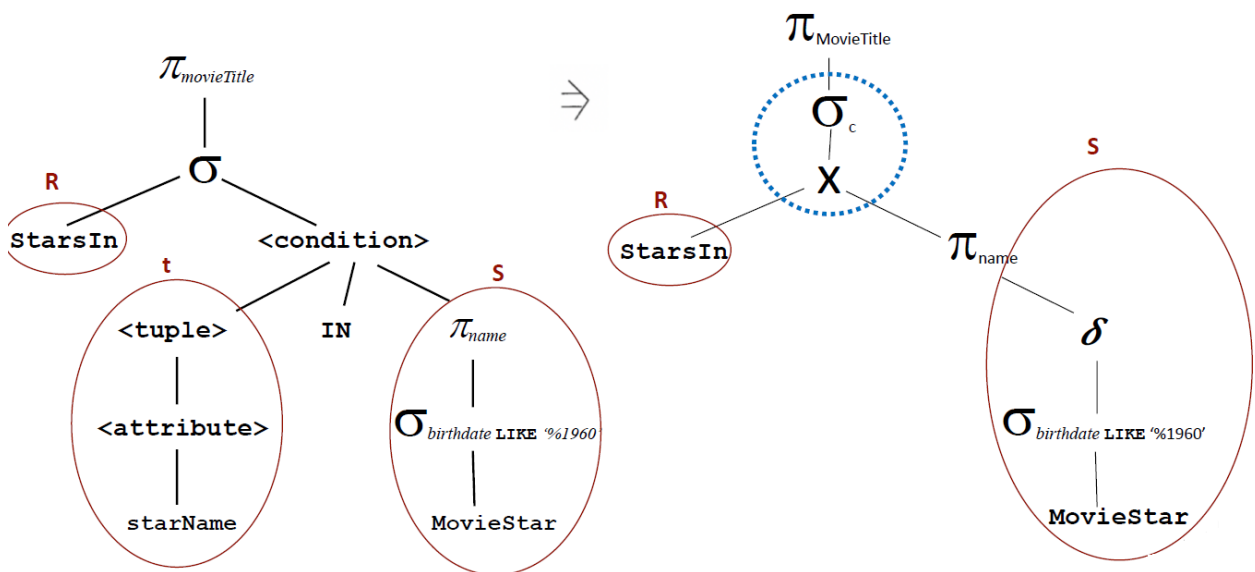 π movieTitle
σ
R
StarsIn
<condition>
t
S
<tuple>
IN
π name
<attribute>
σ birthdate LIKE '%1960
starName
MovieStar
⇛
π MovieTitle
σ c
X
R
StarsIn
S
π name
δ
σ birthdate LIKE '%1960'
MovieStar